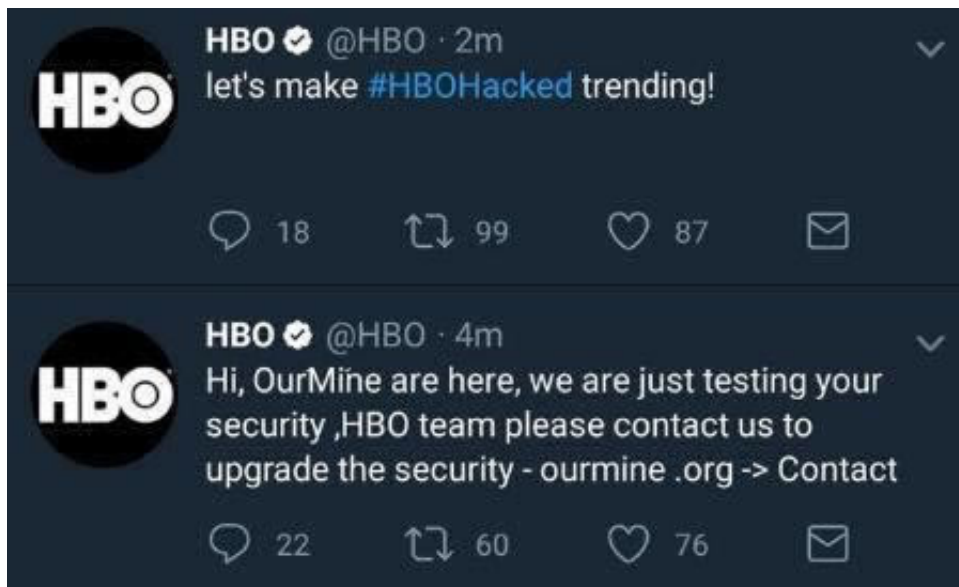 HBO @HBO · 2m
HBO
let's make #HBOHacked trending!
18 99 87
HBO @HBO · 4m
HBO
Hi, OurMine are here, we are just testing your
security ,HBO team please contact us to
upgrade the security - ourmine .org -> Contact
22 60 76